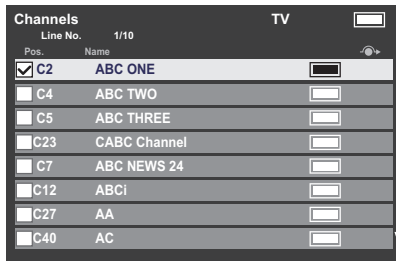 Channels TV
Line No. 1/10
Pos. Name
C2 ABC ONE
C4 ABC TWO
C5 ABC THREE
C23 CABC Channel
C7 ABC NEWS 24
C12 ABCi
C27 AA
C40 AC